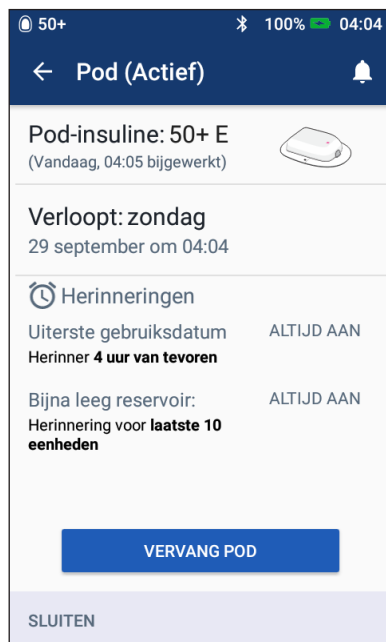 50+ 100% 04:04
Pod (Actief)
Pod-insuline: 50+ E
(Vandaag, 04:05 bijgewerkt)
Verloopt: zondag
29 september om 04:04
Herinneringen
Uiterste gebruiksdatum ALTIJD AAN
Herinner 4 uur van tevoren
Bijna leeg reservoir: ALTIJD AAN
Herinnering voor laatste 10
eenheden
VERVANG POD
SLUITEN